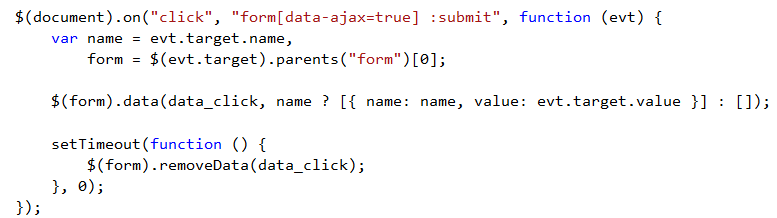 $(document).on("click", "form[data-ajax=true] :submit", function (evt) {
    var name = evt.target.name,
        form = $(evt.target).parents("form")[0];

    $(form).data(data_click, name ? [{ name: name, value: evt.target.value }] : []);

    setTimeout(function () {
        $(form).removeData(data_click);
    }, 0);
});